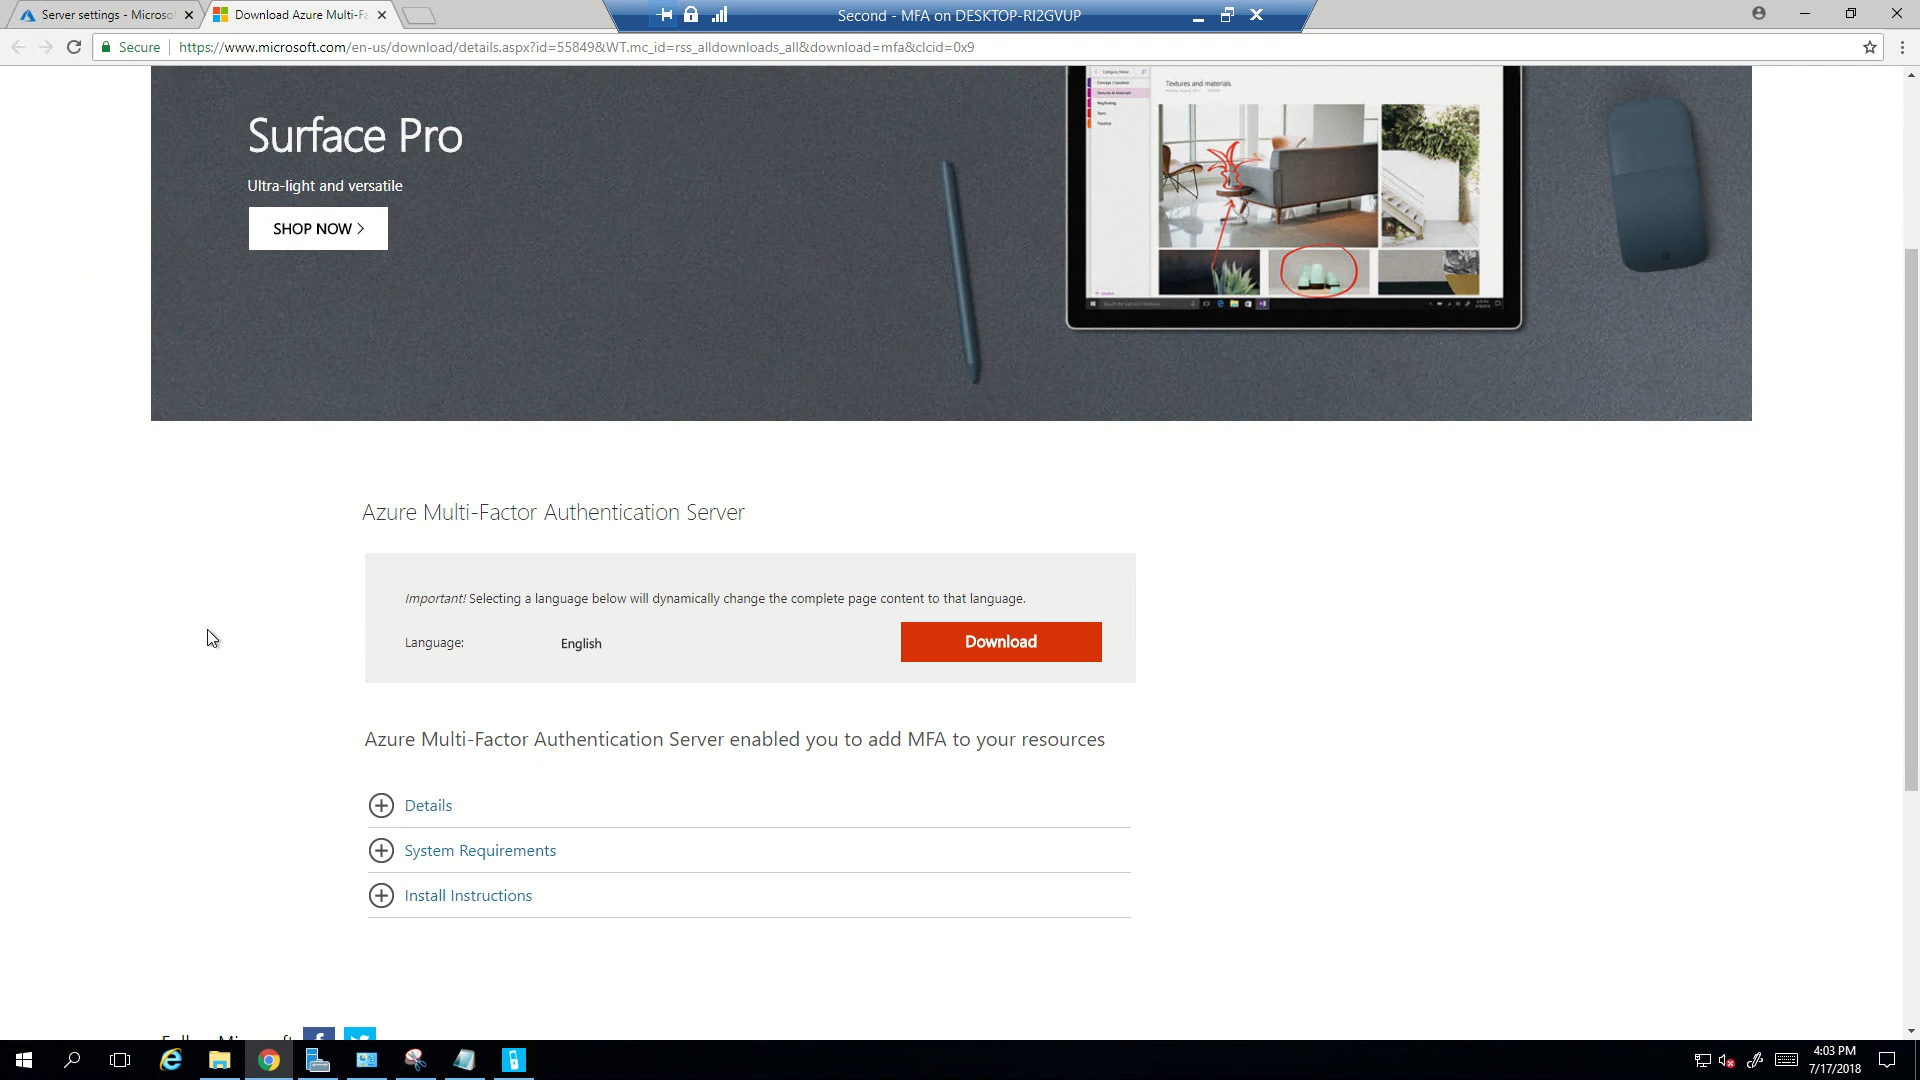 Server settings - Microso
Download Azure Multi-Fa
Second - MFA on DESKTOP-RI2GVUP
Secure
https://www.microsoft.com/en-us/download/details.aspx?id=55849&WT.mc_id=rss_alldownloads_all&download=mfa&clcid=0x9
Textures and materials
Surface Pro
Ultra-light and versatile
SHOP NOW >
Azure Multi-Factor Authentication Server
Important! Selecting a language below will dynamically change the complete page content to that language.
Language:
English
Download
Azure Multi-Factor Authentication Server enabled you to add MFA to your resources
Details
System Requirements
Install Instructions
4:03 PM
7/17/2018